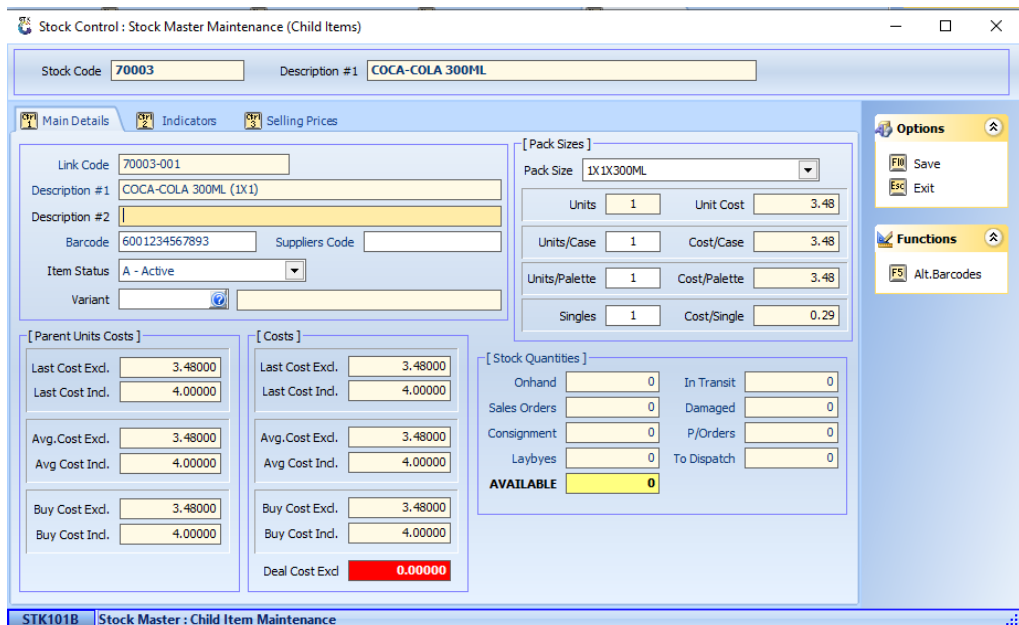 Stock Control : Stock Master Maintenance (Child Items)
Stock Code 70003 Description #1 COCA-COLA 300ML
Ctrl 1 Main Details Ctrl 2 Indicators Ctrl 3 Selling Prices
Link Code 70003-001
Description #1 COCA-COLA 300ML (1X1)
Description #2
Barcode 6001234567893 Suppliers Code
Item Status A - Active
Variant
[ Pack Sizes ]
Pack Size 1X1X300ML
Units 1 Unit Cost 3.48
Units/Case 1 Cost/Case 3.48
Units/Palette 1 Cost/Palette 3.48
Singles 1 Cost/Single 0.29
[ Parent Units Costs ]
Last Cost Excl. 3.48000
Last Cost Incl. 4.00000
Avg.Cost Excl. 3.48000
Avg Cost Incl. 4.00000
Buy Cost Excl. 3.48000
Buy Cost Incl. 4.00000
[ Costs ]
Last Cost Excl. 3.48000
Last Cost Incl. 4.00000
Avg.Cost Excl. 3.48000
Avg Cost Incl. 4.00000
Buy Cost Excl. 3.48000
Buy Cost Incl. 4.00000
Deal Cost Excl 0.00000
[ Stock Quantities ]
Onhand 0 In Transit 0
Sales Orders 0 Damaged 0
Consignment 0 P/Orders 0
Laybyes 0 To Dispatch 0
AVAILABLE 0
Options
F10 Save
Esc Exit
Functions
F5 Alt.Barcodes
STK101B Stock Master : Child Item Maintenance